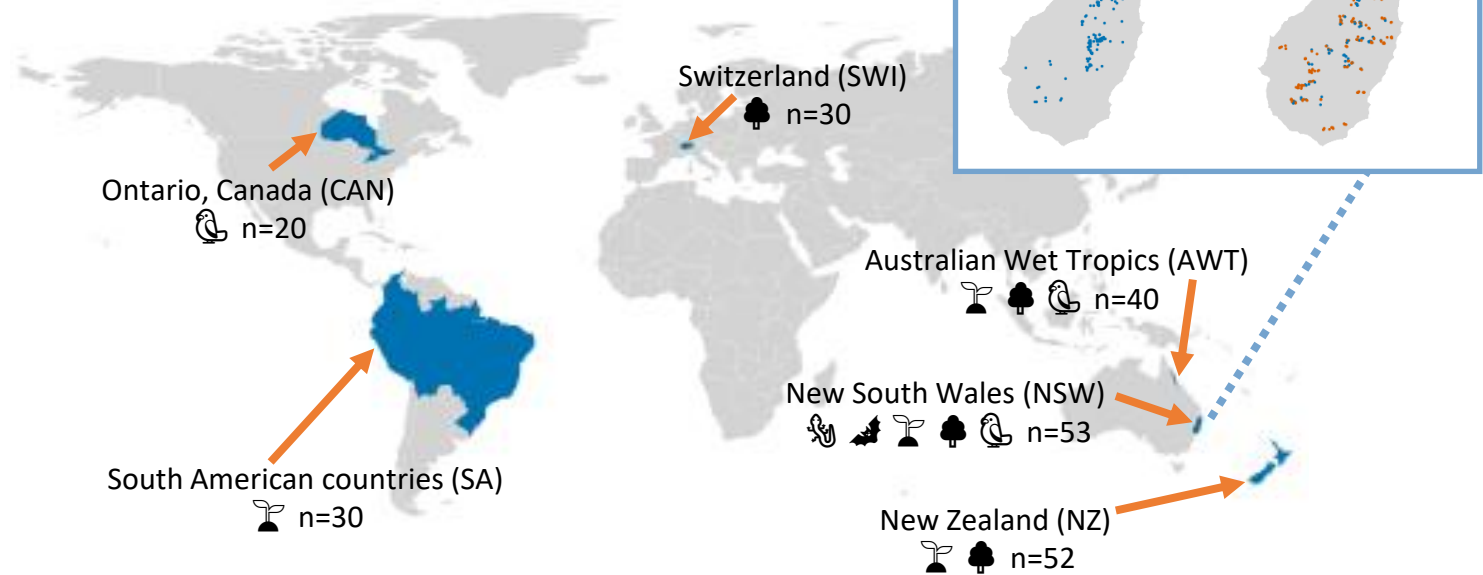 Switzerland (SWI)
n=30
Ontario, Canada (CAN)
n=20
Australian Wet Tropics (AWT)
n=40
New South Wales (NSW)
n=53
South American countries (SA)
n=30
New Zealand (NZ)
n=52